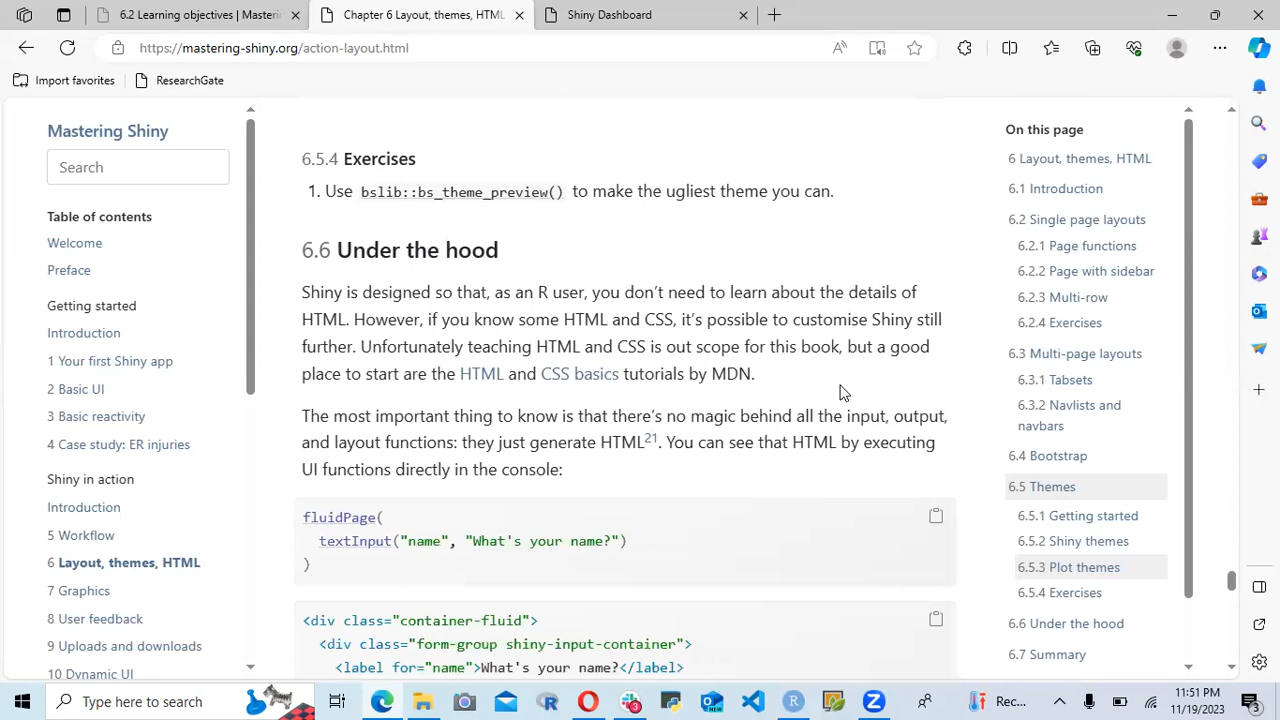 6.2 Learning objectives | Masteri
Chapter 6 Layout, themes, HTML
Shiny Dashboard
https://mastering-shiny.org/action-layout.html
Import favorites
ResearchGate
Mastering Shiny
Search
Table of contents
Welcome
Preface
Getting started
Introduction
1 Your first Shiny app
2 Basic UI
3 Basic reactivity
4 Case study: ER injuries
Shiny in action
Introduction
5 Workflow
6 Layout, themes, HTML
7 Graphics
8 User feedback
9 Uploads and downloads
10 Dynamic UI
6.5.4 Exercises
1. Use bslib::bs_theme_preview() to make the ugliest theme you can.
6.6 Under the hood
Shiny is designed so that, as an R user, you don’t need to learn about the details of
HTML. However, if you know some HTML and CSS, it’s possible to customise Shiny still
further. Unfortunately teaching HTML and CSS is out scope for this book, but a good
place to start are the HTML and CSS basics tutorials by MDN.
The most important thing to know is that there’s no magic behind all the input, output,
and layout functions: they just generate HTML21. You can see that HTML by executing
UI functions directly in the console:
fluidPage(
textInput("name", "What's your name?")
)
<div class="container-fluid">
<div class="form-group shiny-input-container">
<label for="name">What's your name?</label>
On this page
6 Layout, themes, HTML
6.1 Introduction
6.2 Single page layouts
6.2.1 Page functions
6.2.2 Page with sidebar
6.2.3 Multi-row
6.2.4 Exercises
6.3 Multi-page layouts
6.3.1 Tabsets
6.3.2 Navlists and
navbars
6.4 Bootstrap
6.5 Themes
6.5.1 Getting started
6.5.2 Shiny themes
6.5.3 Plot themes
6.5.4 Exercises
6.6 Under the hood
6.7 Summary
Type here to search
3
Rec...
11:51 PM
11/19/2023
3